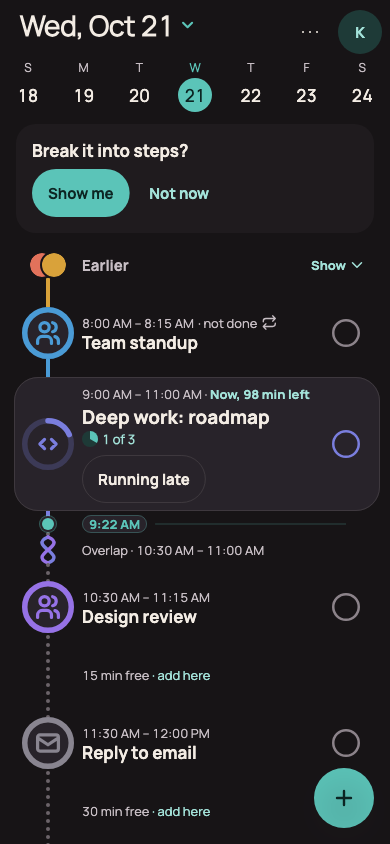 Wed, Oct 21
...
K
S M T W T F S
18 19 20 21 22 23 24
Break it into steps?
Show me Not now
Earlier Show
8:00 AM – 8:15 AM · not done
Team standup
9:00 AM – 11:00 AM · Now, 98 min left
Deep work: roadmap
1 of 3
Running late
9:22 AM
Overlap · 10:30 AM – 11:00 AM
10:30 AM – 11:15 AM
Design review
15 min free · add here
11:30 AM – 12:00 PM
Reply to email
30 min free · add here